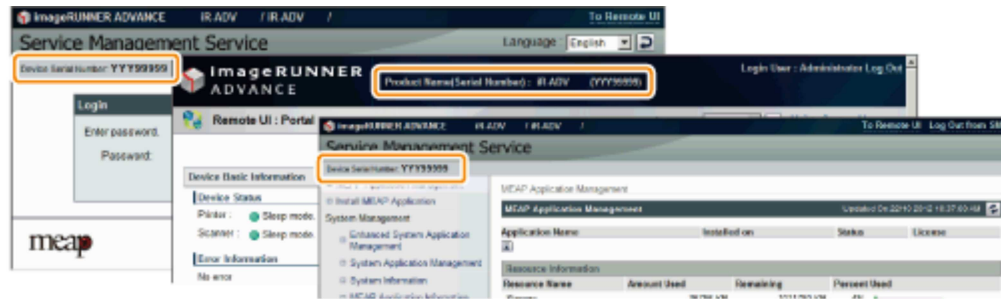 imageRUNNER ADVANCE iR-ADV / iR-ADV / To Remote UI
Service Management Service Language : English
Device Serial Number: YYY99999
Login
Enter password.
Password:
meap
imageRUNNER ADVANCE
Product Name(Serial Number) : iR-ADV (YYY99999)
Login User : Administrator Log Out
Remote UI : Portal
Device Basic Information
Device Status
Printer : Sleep mode.
Scanner : Sleep mode.
Error Information
No error
imageRUNNER ADVANCE iR-ADV / iR-ADV / To Remote UI Log Out from
Service Management Service
Device Serial Number: YYY99999
Install MEAP Application
System Management
Enhanced System Application
Management
System Application Management
System Information
MEAP Application Information
MEAP Application Management
MEAP Application Management
Application Name Installed on Status License
Resource Information
Resource Name Amount Used Remaining Percent Used